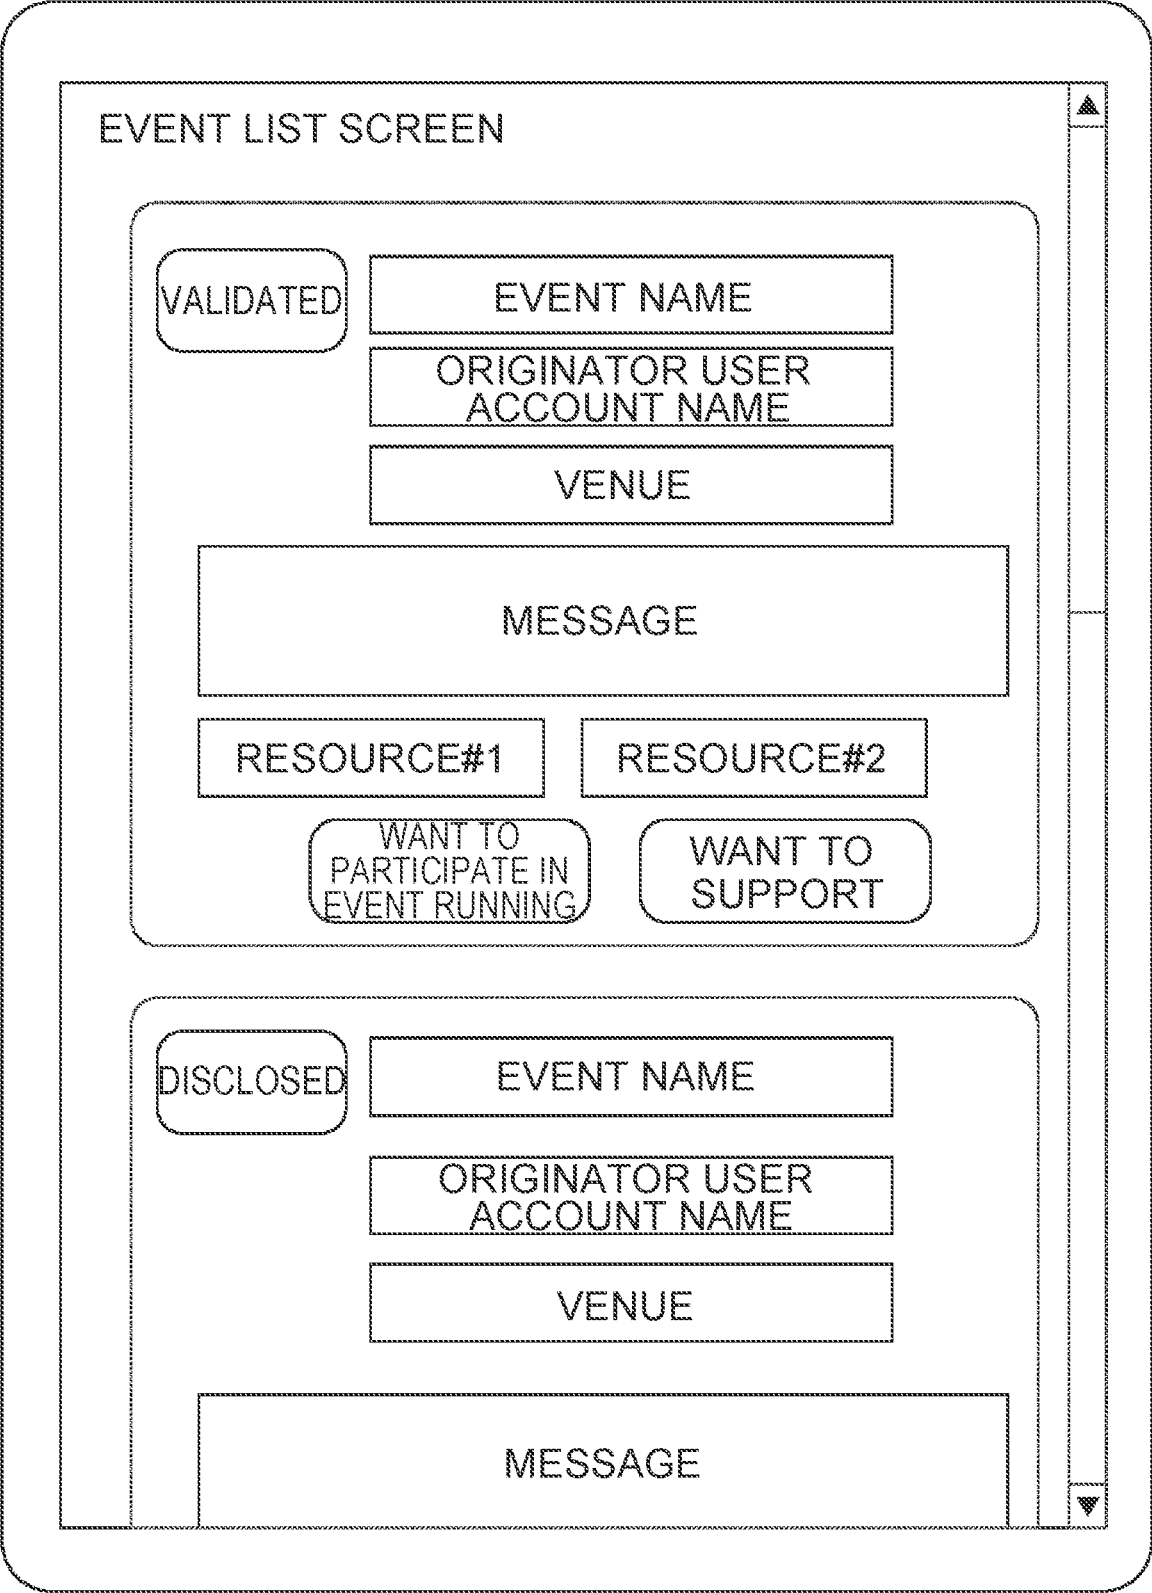 EVENT LIST SCREEN
VALIDATED
EVENT NAME
ORIGINATOR USER
ACCOUNT NAME
VENUE
MESSAGE
RESOURCE#1
RESOURCE#2
WANT TO
PARTICIPATE IN
EVENT RUNNING
WANT TO
SUPPORT
DISCLOSED
EVENT NAME
ORIGINATOR USER
ACCOUNT NAME
VENUE
MESSAGE